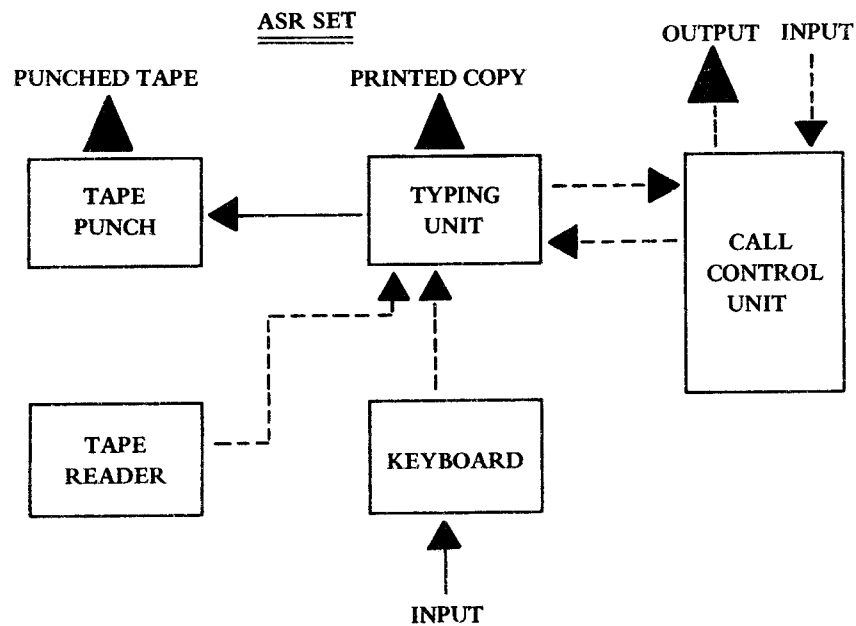 ASR SET
OUTPUT INPUT
PUNCHED TAPE PRINTED COPY
TAPE
PUNCH
TYPING
UNIT
CALL
CONTROL
UNIT
TAPE
READER
KEYBOARD
INPUT